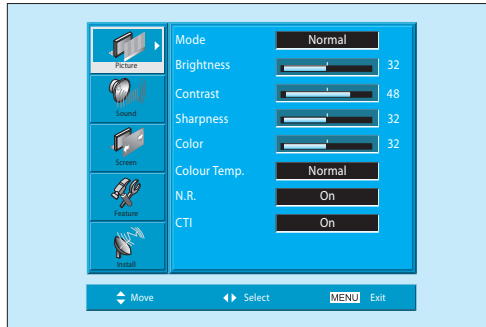 Picture
Sound
Screen
Feature
Install
Mode Normal
Brightness 32
Contrast 48
Sharpness 32
Color 32
Colour Temp. Normal
N.R. On
CTI On
Move Select MENU Exit